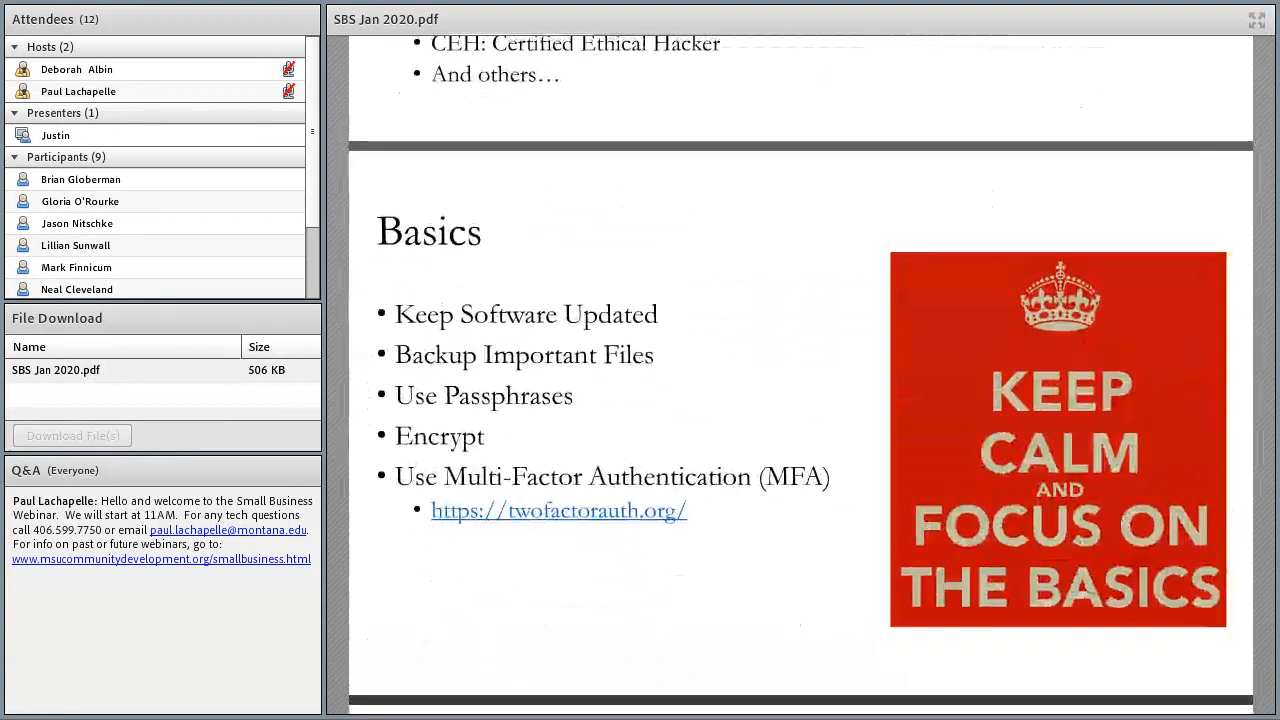 Attendees (12)
Hosts (2)
Deborah Albin
Paul Lachapelle
Presenters (1)
Justin
Participants (9)
Brian Globerman
Gloria O'Rourke
Jason Nitschke
Lillian Sunwall
Mark Finnicum
Neal Cleveland
File Download
Name Size
SBS Jan 2020.pdf 506 KB
Download File(s)
Q&A (Everyone)
Paul Lachapelle: Hello and welcome to the Small Business
Webinar. We will start at 11AM. For any tech questions
call 406.599.7750 or email paul.lachapelle@montana.edu.
For info on past or future webinars, go to:
www.msucommunitydevelopment.org/smallbusiness.html
SBS Jan 2020.pdf
• CEH: Certified Ethical Hacker
• And others…
Basics
• Keep Software Updated
• Backup Important Files
• Use Passphrases
• Encrypt
• Use Multi-Factor Authentication (MFA)
• https://twofactorauth.org/
KEEP
CALM
AND
FOCUS ON
THE BASICS